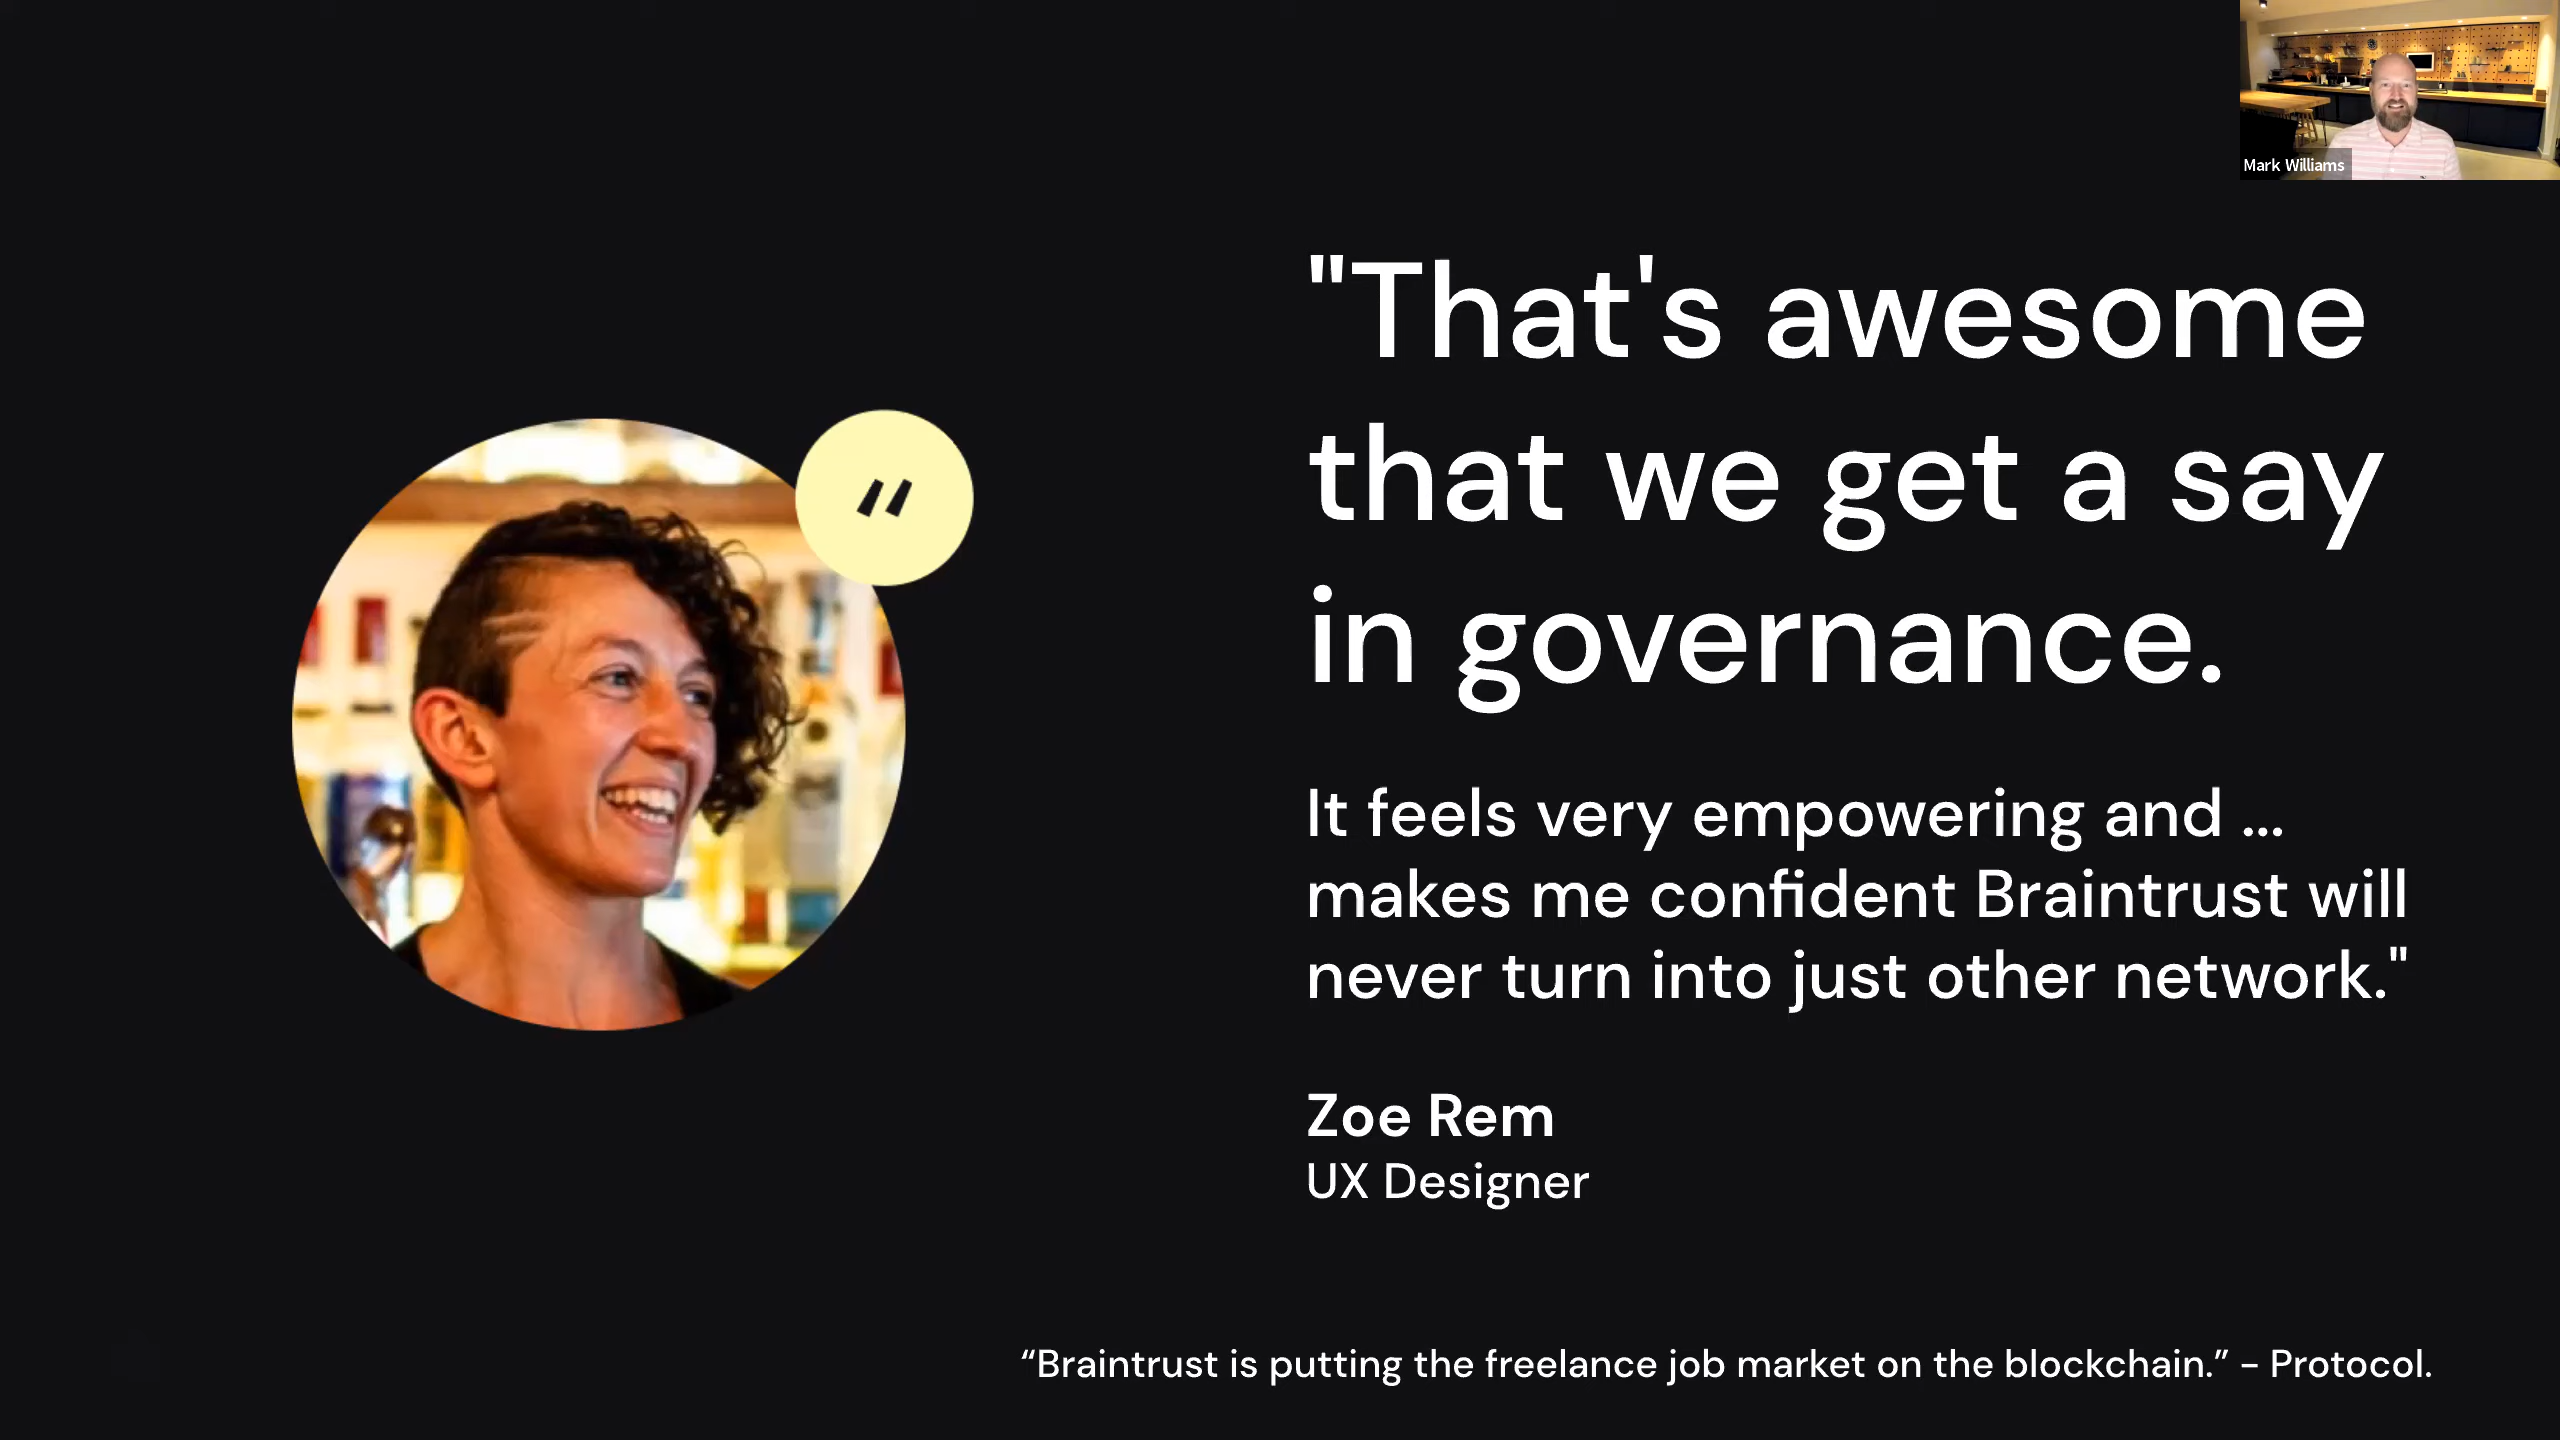 Mark Williams
"That's awesome
that we get a say
in governance.
It feels very empowering and ...
makes me confident Braintrust will
never turn into just other network."
Zoe Rem
UX Designer
“Braintrust is putting the freelance job market on the blockchain.” – Protocol.